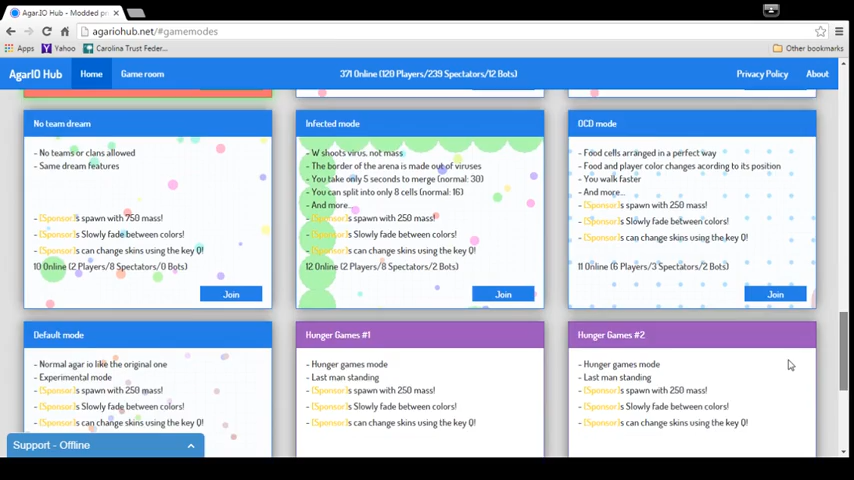 Agar.IO Hub - Modded pr
agariohub.net/#gamemodes
Apps Yahoo Carolina Trust Feder... Other bookmarks
AgarIO Hub Home Game room 371 Online (120 Players/239 Spectators/12 Bots) Privacy Policy About
No team dream
- No teams or clans allowed
- Same dream features
- [Sponsor]s spawn with 750 mass!
- [Sponsor]s Slowly fade between colors!
- [Sponsor]s can change skins using the key Q!
10 Online (2 Players/8 Spectators/0 Bots)
Join
Infected mode
- W shoots virus, not mass
- The border of the arena is made out of viruses
- You take only 5 seconds to merge (normal: 30)
- You can split into only 8 cells (normal: 16)
- And more...
- [Sponsor]s spawn with 250 mass!
- [Sponsor]s Slowly fade between colors!
- [Sponsor]s can change skins using the key Q!
12 Online (2 Players/8 Spectators/2 Bots)
Join
OCD mode
- Food cells arranged in a perfect way
- Food and player color changes acording to its position
- You walk faster
- And more...
- [Sponsor]s spawn with 250 mass!
- [Sponsor]s Slowly fade between colors!
- [Sponsor]s can change skins using the key Q!
11 Online (6 Players/3 Spectators/2 Bots)
Join
Default mode
- Normal agar io like the original one
- Experimental mode
- [Sponsor]s spawn with 250 mass!
- [Sponsor]s Slowly fade between colors!
- [Sponsor]s can change skins using the key Q!
Hunger Games #1
- Hunger games mode
- Last man standing
- [Sponsor]s spawn with 250 mass!
- [Sponsor]s Slowly fade between colors!
- [Sponsor]s can change skins using the key Q!
Hunger Games #2
- Hunger games mode
- Last man standing
- [Sponsor]s spawn with 250 mass!
- [Sponsor]s Slowly fade between colors!
- [Sponsor]s can change skins using the key Q!
Support - Offline